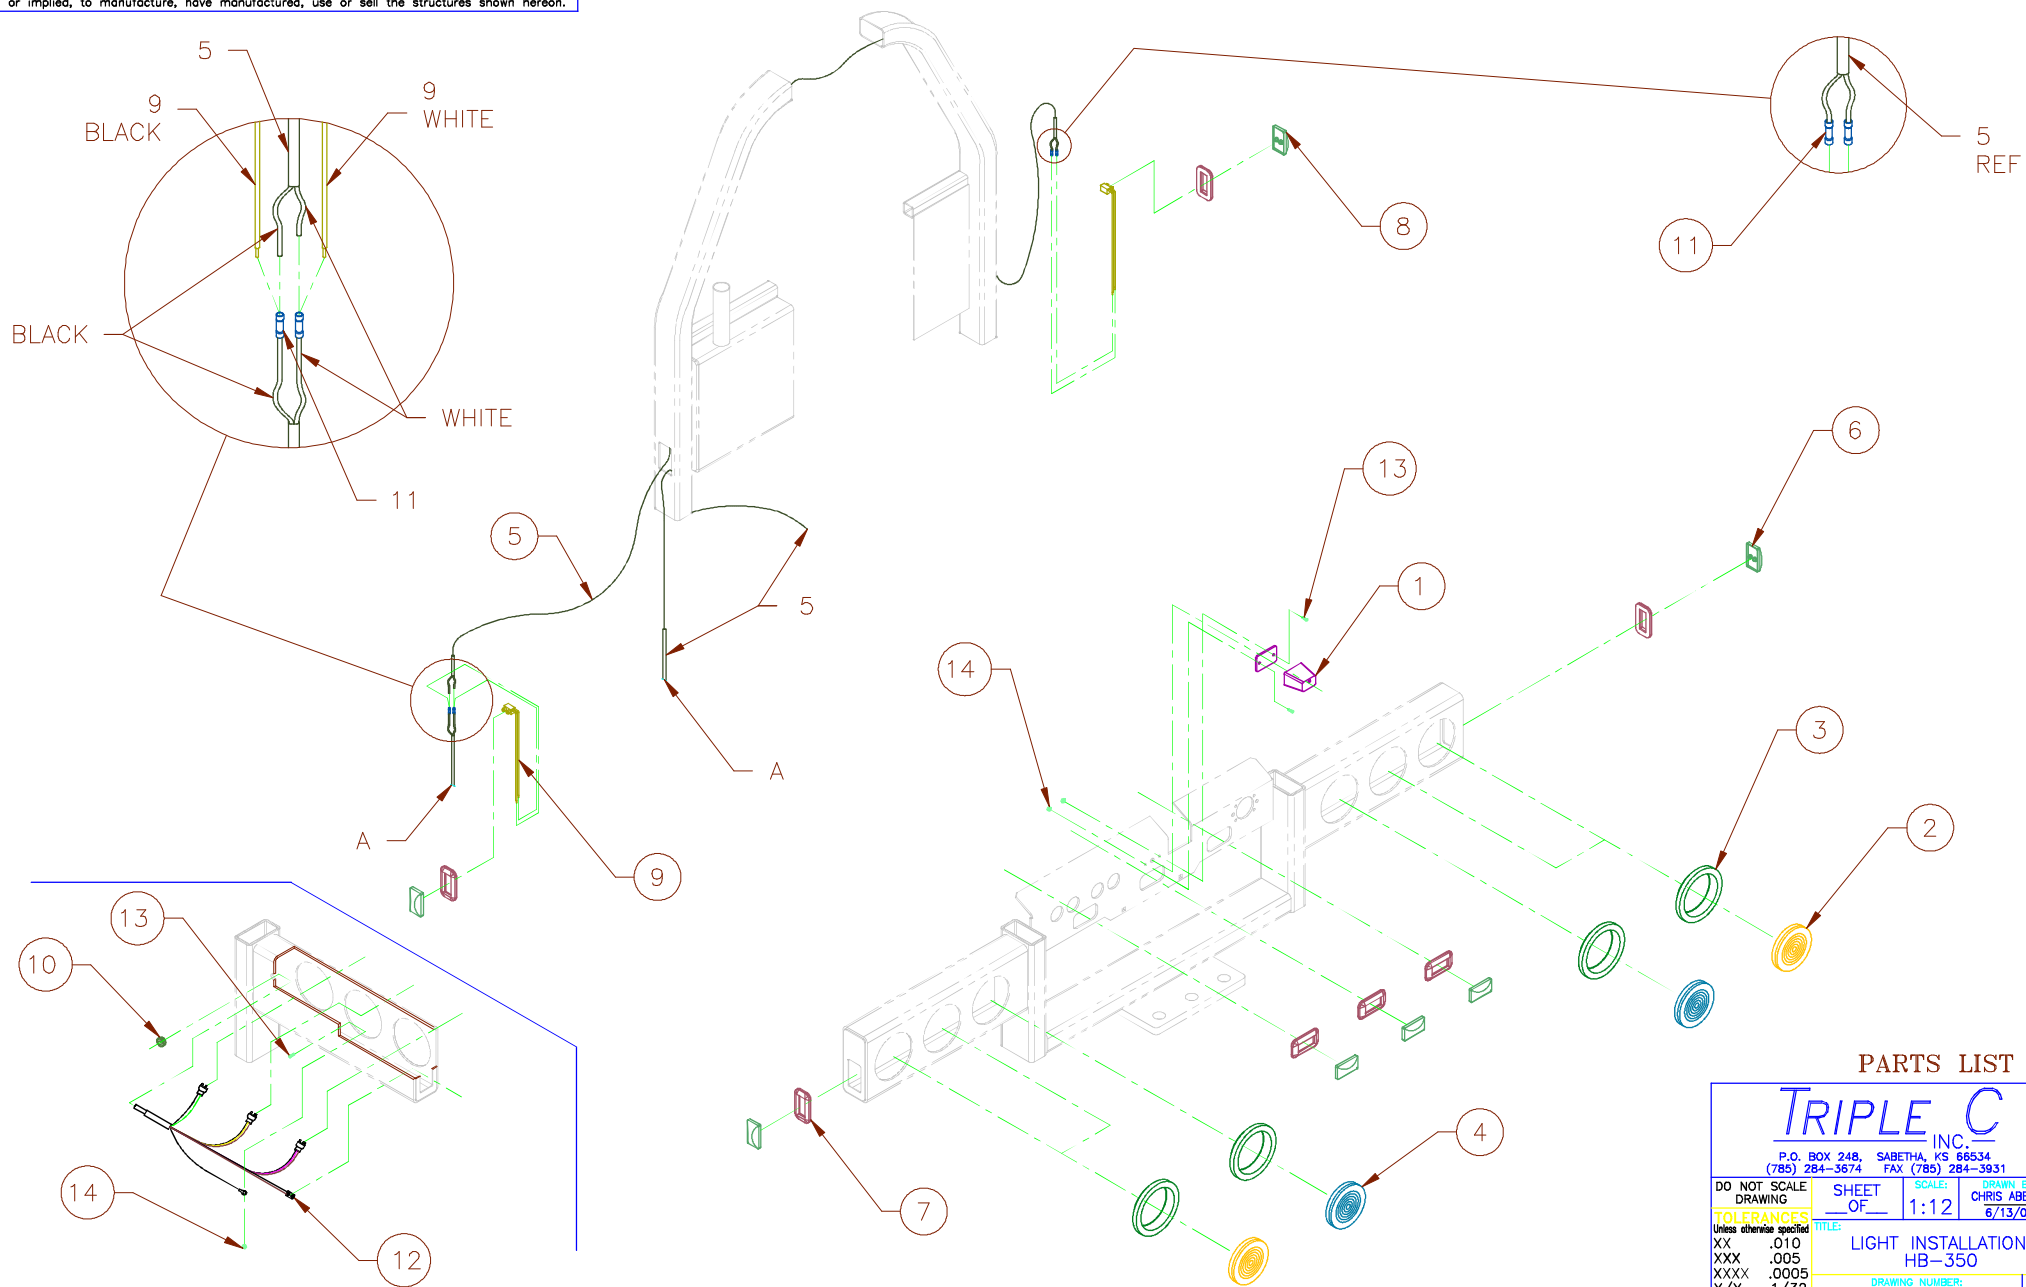 or implied, to manufacture, have manufactured, use or sell the structures shown hereon.
5
9
BLACK
9
WHITE
BLACK
WHITE
11
5
REF
11
8
6
13
1
5
5
14
A
A
3
2
9
13
10
14
12
7
4
PARTS LIST
TRIPLE C
INC.
P.O. BOX 248, SABETHA, KS 66534
(785) 284-3674 FAX (785) 284-3931
DO NOT SCALE
DRAWING
SHEET
__OF__
SCALE:
1:12
DRAWN
CHRIS
TOLERANCES
Unless otherwise specified
XX .010
XXX .005
XXXX .0005
TITLE:
LIGHT INSTALLATION
HB-350
DRAWING NUMBER: